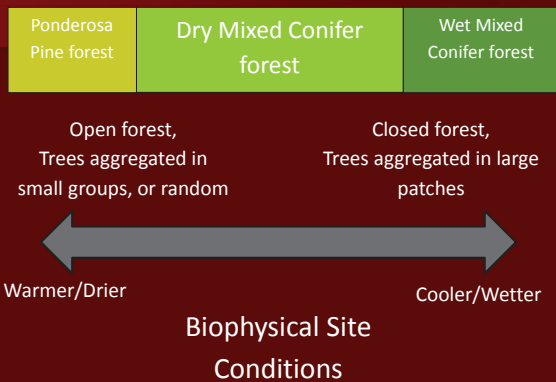 Ponderosa
Pine forest
Dry Mixed Conifer
forest
Wet Mixed
Conifer forest
Open forest,
Trees aggregated in
small groups, or random
Closed forest,
Trees aggregated in large
patches
Warmer/Drier
Cooler/Wetter
Biophysical Site
Conditions